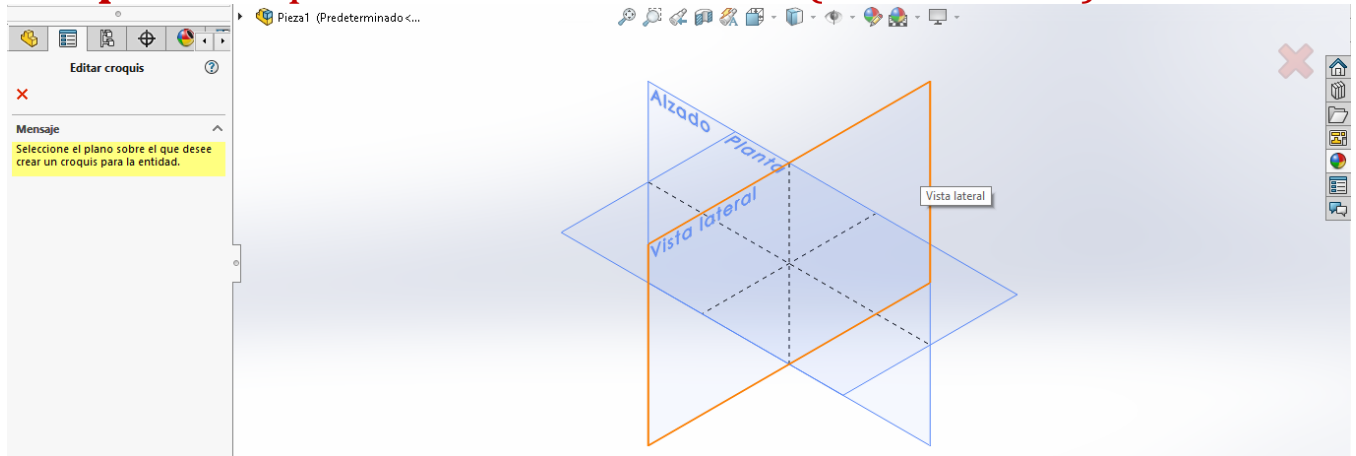 Pieza1 (Predeterminado<...
Editar croquis
Mensaje
Seleccione el plano sobre el que desee
crear un croquis para la entidad.
Alzado
Planta
Vista lateral
Vista lateral